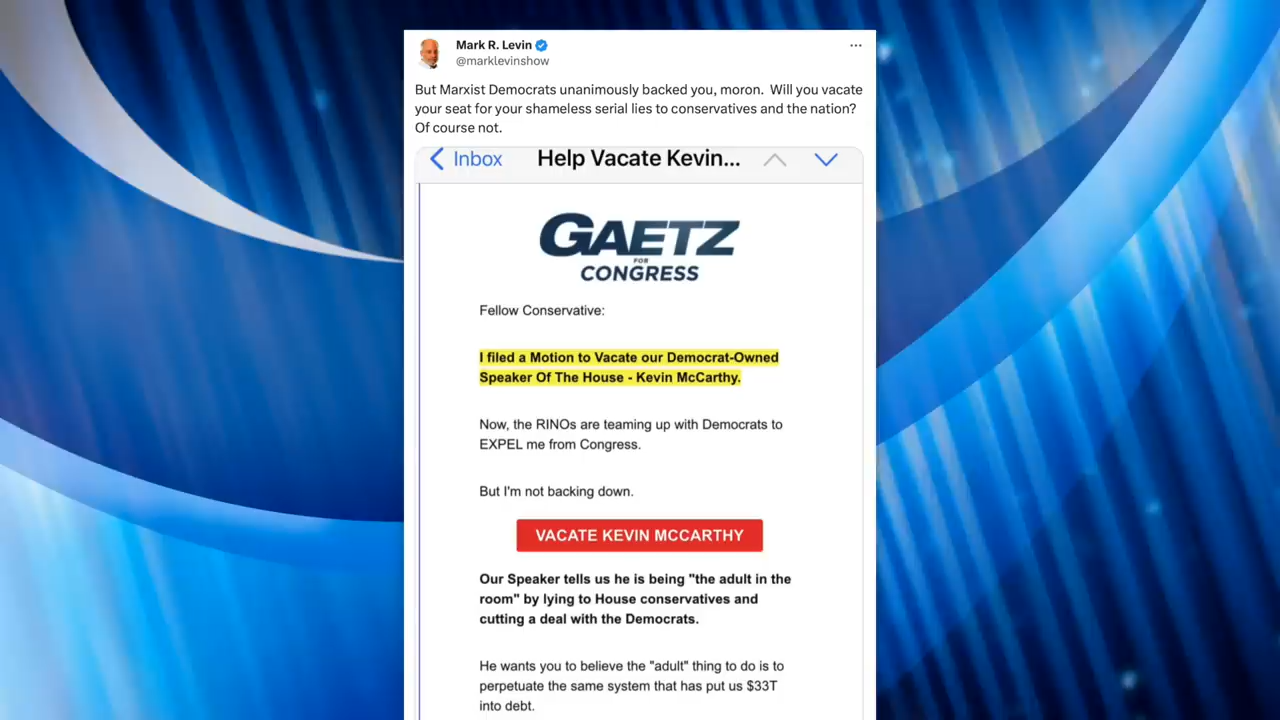 Mark R. Levin
@marklevinshow
But Marxist Democrats unanimously backed you, moron. Will you vacate
your seat for your shameless serial lies to conservatives and the nation?
Of course not.
Inbox Help Vacate Kevin...
GAETZ
FOR
CONGRESS
Fellow Conservative:
I filed a Motion to Vacate our Democrat-Owned
Speaker Of The House - Kevin McCarthy.
Now, the RINOs are teaming up with Democrats to
EXPEL me from Congress.
But I'm not backing down.
VACATE KEVIN MCCARTHY
Our Speaker tells us he is being "the adult in the
room" by lying to House conservatives and
cutting a deal with the Democrats.
He wants you to believe the "adult" thing to do is to
perpetuate the same system that has put us $33T
into debt.